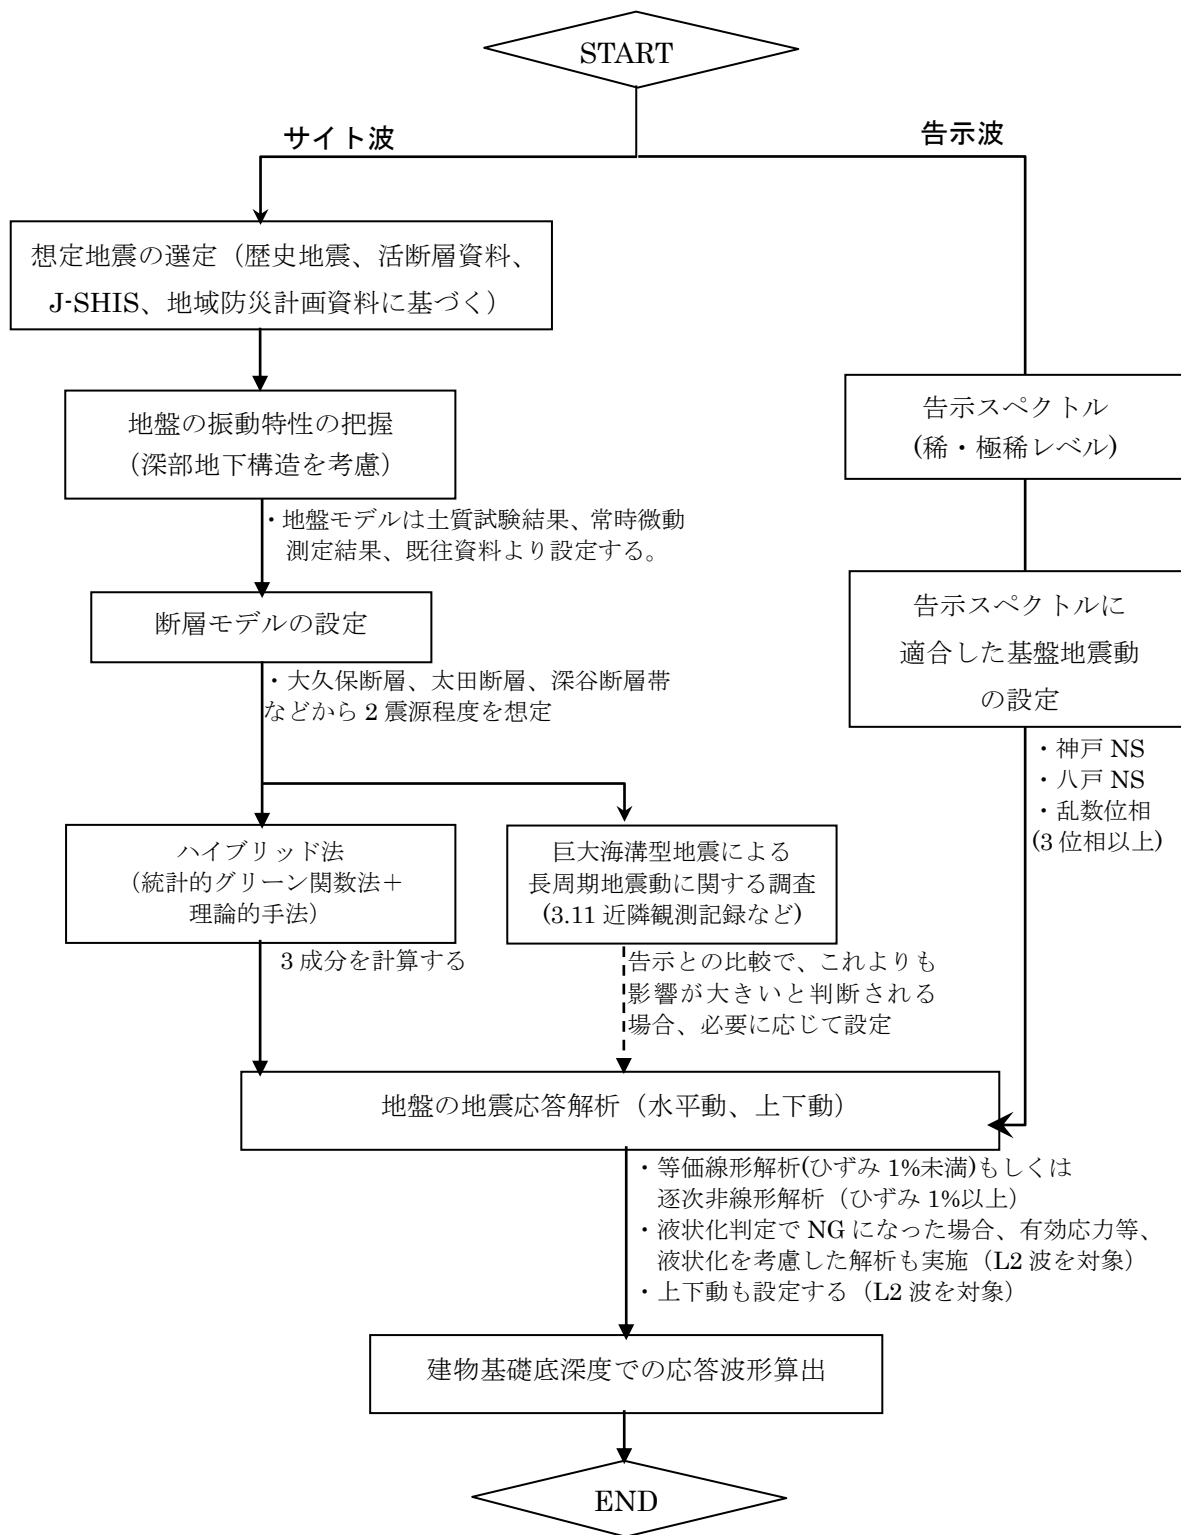 START
サイト波
告示波
想定地震の選定（歴史地震、活断層資料、
J-SHIS、地域防災計画資料に基づく）
地盤の振動特性の把握
（深部地下構造を考慮）
・地盤モデルは土質試験結果、常時微動
測定結果、既往資料より設定する。
断層モデルの設定
・大久保断層、太田断層、深谷断層帯
などから 2 震源程度を想定
告示スペクトル
(稀・極稀レベル)
告示スペクトルに
適合した基盤地震動
の設定
・神戸 NS
・八戸 NS
・乱数位相
(3 位相以上)
ハイブリッド法
（統計的グリーン関数法＋
理論的手法）
3 成分を計算する
巨大海溝型地震による
長周期地震動に関する調査
(3.11 近隣観測記録など)
告示との比較で、これよりも
影響が大きいと判断される
場合、必要に応じて設定
地盤の地震応答解析（水平動、上下動）
・等価線形解析(ひずみ 1%未満)もしくは
逐次非線形解析（ひずみ 1%以上）
・液状化判定で NG になった場合、有効応力等、
液状化を考慮した解析も実施（L2 波を対象）
・上下動も設定する（L2 波を対象）
建物基礎底深度での応答波形算出
END